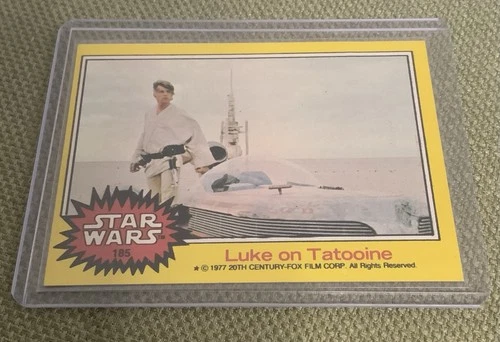 STAR
WARS
185
Luke on Tatooine
★ © 1977 20TH CENTURY-FOX FILM CORP. All Rights Reserved.